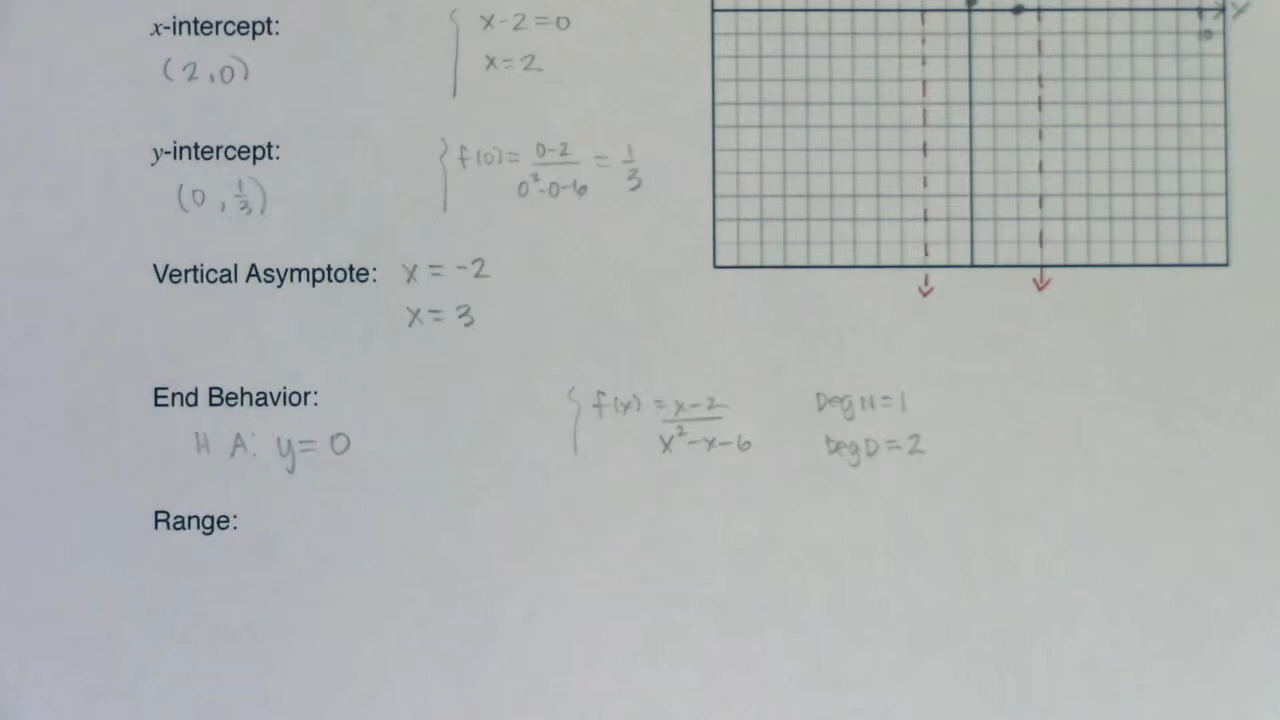 x-intercept:
(2,0)
x-2=0
x=2
y-intercept:
(0,1/3)
f(0)= 0-2/0²-0-6 = 1/3
Vertical Asymptote: x = -2
x = 3
End Behavior:
H A: y= 0
f(x) = x-2/x²-x-6
Deg N=1
Deg D=2
Range:
x